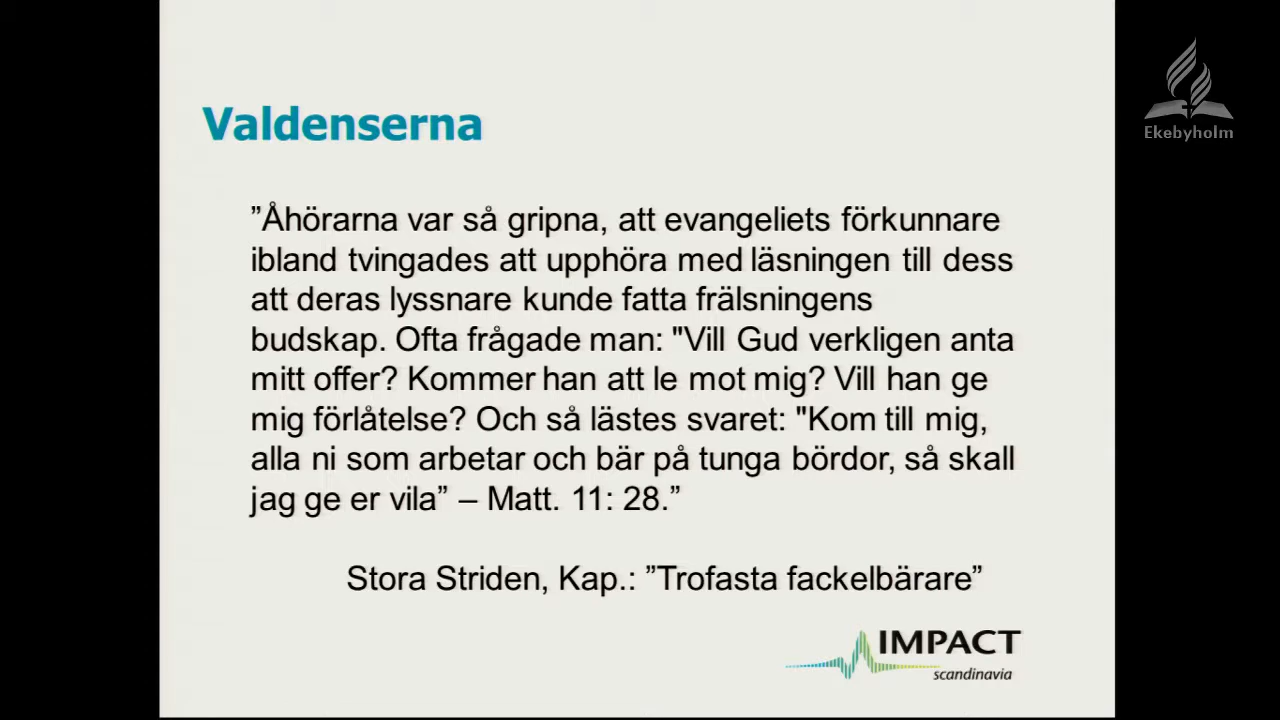 Valdenserna
”Åhörarna var så gripna, att evangeliets förkunnare
ibland tvingades att upphöra med läsningen till dess
att deras lyssnare kunde fatta frälsningens
budskap. Ofta frågade man: "Vill Gud verkligen anta
mitt offer? Kommer han att le mot mig? Vill han ge
mig förlåtelse? Och så lästes svaret: "Kom till mig,
alla ni som arbetar och bär på tunga bördor, så skall
jag ge er vila” – Matt. 11: 28.”
Stora Striden, Kap.: ”Trofasta fackelbärare”
IMPACT
scandinavia
Ekebyholm